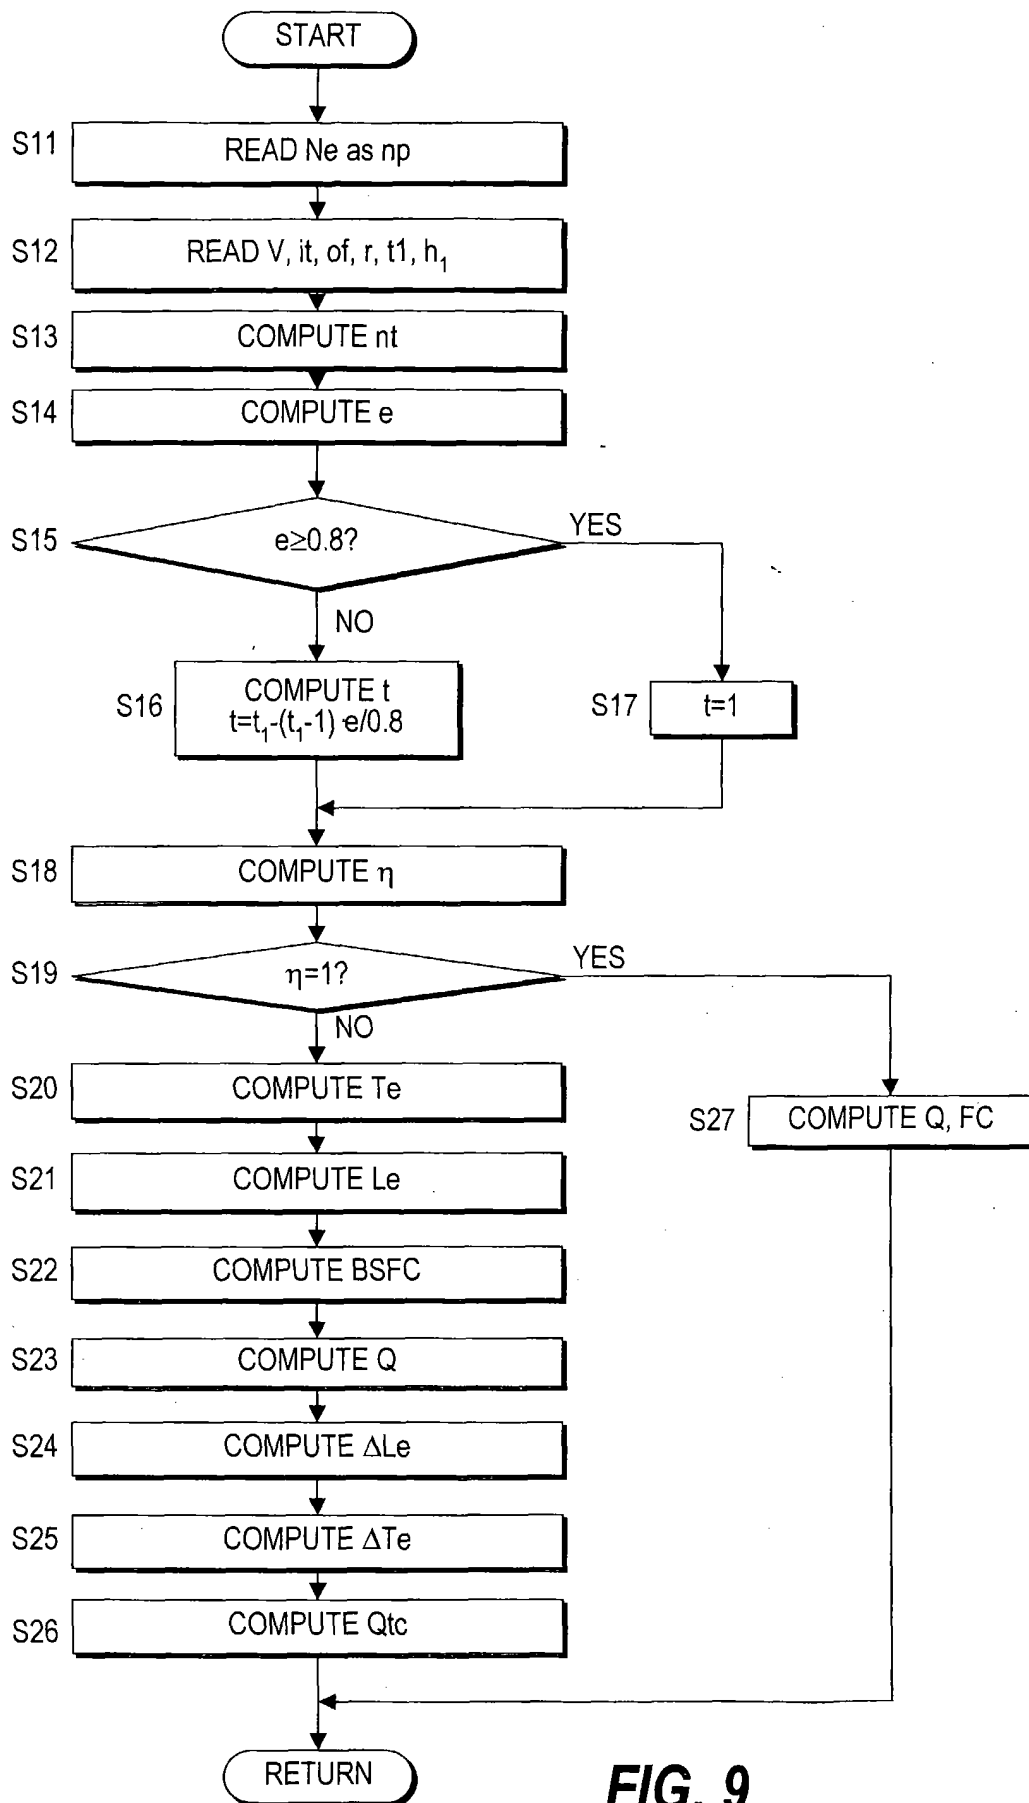 START
S11
READ Ne as np
S12
READ V, it, of, r, t1, h₁
S13
COMPUTE nt
S14
COMPUTE e
S15
e≥0.8?
YES
NO
S16
COMPUTE t
t=t₁-(t₁-1)·e/0.8
S17
t=1
S18
COMPUTE η
S19
η=1?
YES
NO
S20
COMPUTE Te
S27
COMPUTE Q, FC
S21
COMPUTE Le
S22
COMPUTE BSFC
S23
COMPUTE Q
S24
COMPUTE ΔLe
S25
COMPUTE ΔTe
S26
COMPUTE Qtc
RETURN
FIG. 9